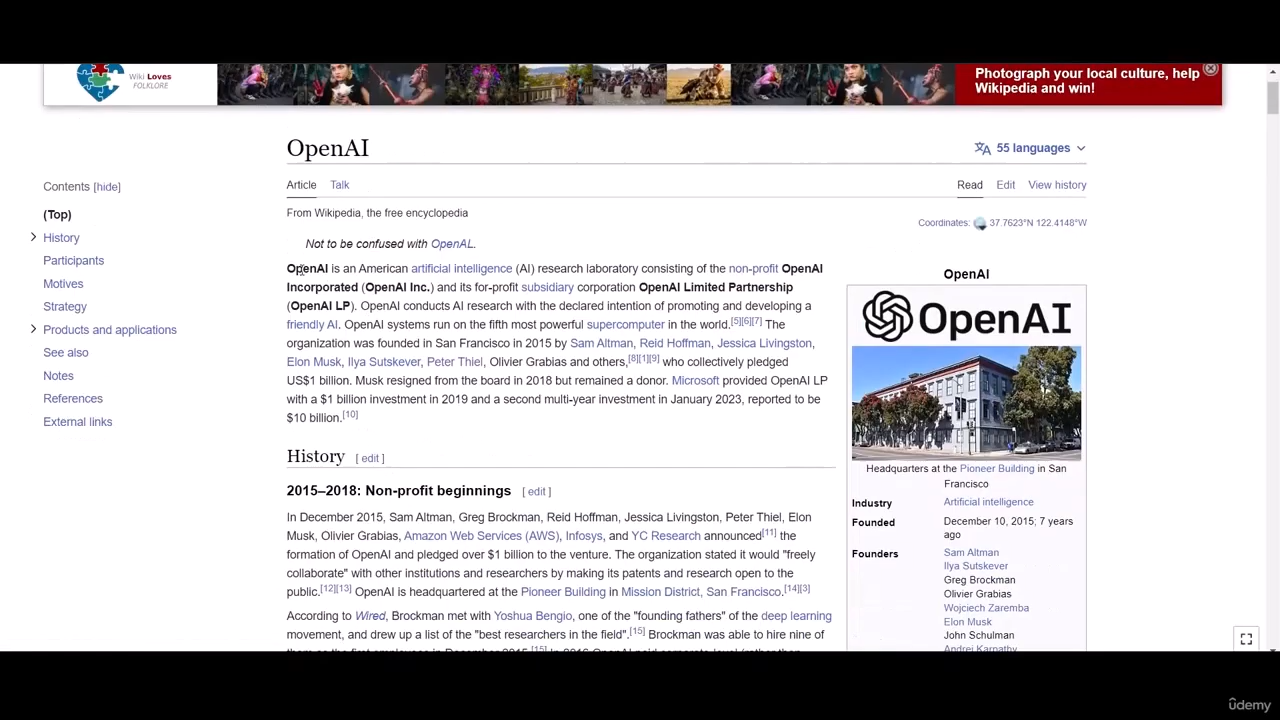 Wiki Loves
FOLKLORE
Photograph your local culture, help
Wikipedia and win!
OpenAI
55 languages
Contents [hide]
(Top)
History
Participants
Motives
Strategy
Products and applications
See also
Notes
References
External links
Article Talk
Read Edit View history
From Wikipedia, the free encyclopedia
Coordinates: 37.7623°N 122.4148°W
Not to be confused with OpenAL.
OpenAI is an American artificial intelligence (AI) research laboratory consisting of the non-profit OpenAI
Incorporated (OpenAI Inc.) and its for-profit subsidiary corporation OpenAI Limited Partnership
(OpenAI LP). OpenAI conducts AI research with the declared intention of promoting and developing a
friendly AI. OpenAI systems run on the fifth most powerful supercomputer in the world.[5][6][7] The
organization was founded in San Francisco in 2015 by Sam Altman, Reid Hoffman, Jessica Livingston,
Elon Musk, Ilya Sutskever, Peter Thiel, Olivier Grabias and others,[8][1][9] who collectively pledged
US$1 billion. Musk resigned from the board in 2018 but remained a donor. Microsoft provided OpenAI LP
with a $1 billion investment in 2019 and a second multi-year investment in January 2023, reported to be
$10 billion.[10]
History [ edit ]
2015–2018: Non-profit beginnings [ edit ]
In December 2015, Sam Altman, Greg Brockman, Reid Hoffman, Jessica Livingston, Peter Thiel, Elon
Musk, Olivier Grabias, Amazon Web Services (AWS), Infosys, and YC Research announced[11] the
formation of OpenAI and pledged over $1 billion to the venture. The organization stated it would "freely
collaborate" with other institutions and researchers by making its patents and research open to the
public.[12][13] OpenAI is headquartered at the Pioneer Building in Mission District, San Francisco.[14][3]
According to Wired, Brockman met with Yoshua Bengio, one of the "founding fathers" of the deep learning
movement, and drew up a list of the "best researchers in the field".[15] Brockman was able to hire nine of
OpenAI
OpenAI
Headquarters at the Pioneer Building in San
Francisco
Industry Artificial intelligence
Founded December 10, 2015; 7 years
ago
Founders Sam Altman
Ilya Sutskever
Greg Brockman
Olivier Grabias
Wojciech Zaremba
Elon Musk
John Schulman
Andrej Karpathy
ûdemy